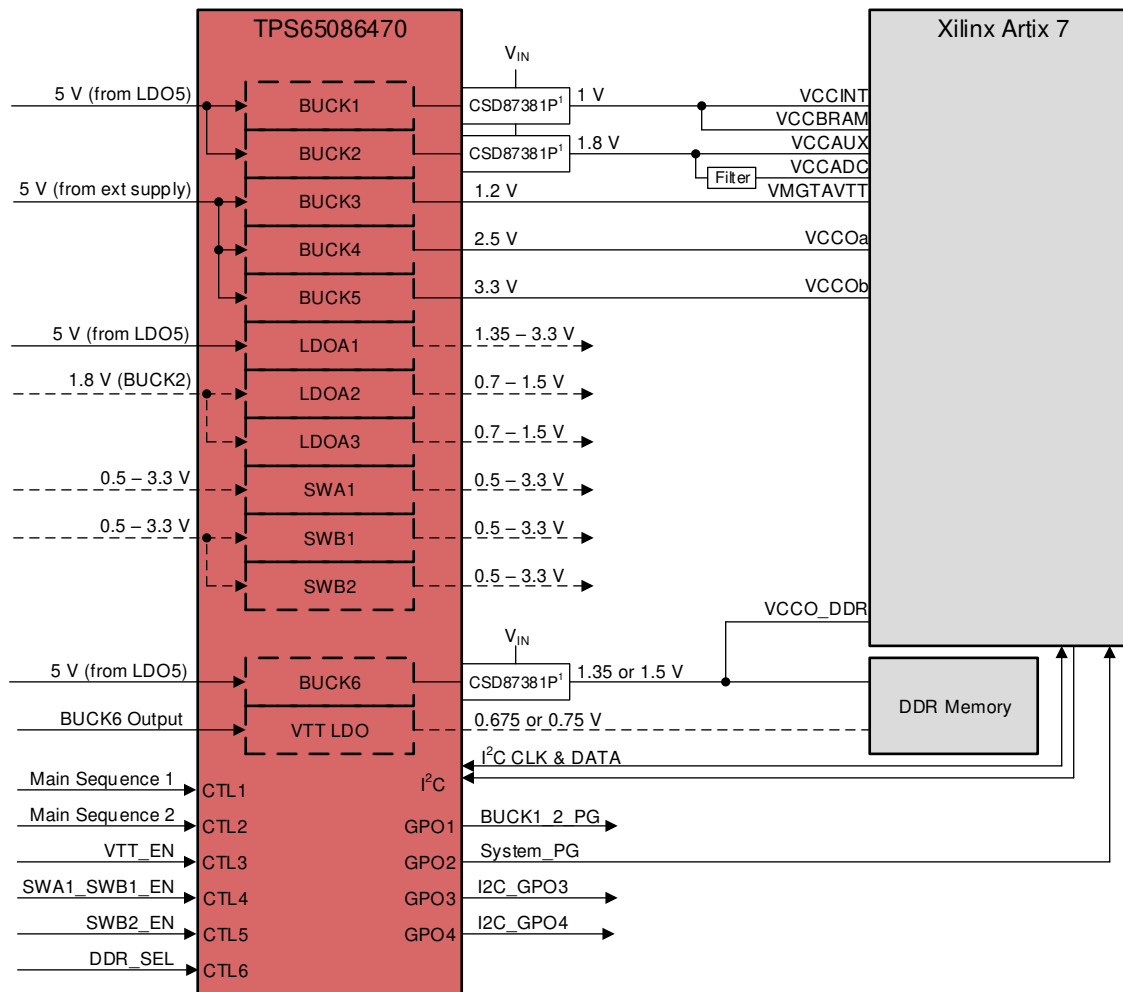 TPS65086470
Xilinx Artix 7
V_IN
5 V (from LDO5)
BUCK1
CSD87381P¹
1 V
VCCINT
VCCBRAM
BUCK2
CSD87381P¹
1.8 V
VCCAUX
Filter
VCCADC
5 V (from ext supply)
BUCK3
1.2 V
VMGTAVTT
BUCK4
2.5 V
VCCOa
BUCK5
3.3 V
VCCOb
5 V (from LDO5)
LDOA1
1.35 – 3.3 V
1.8 V (BUCK2)
LDOA2
0.7 – 1.5 V
LDOA3
0.7 – 1.5 V
0.5 – 3.3 V
SWA1
0.5 – 3.3 V
0.5 – 3.3 V
SWB1
0.5 – 3.3 V
SWB2
0.5 – 3.3 V
VCCO_DDR
V_IN
5 V (from LDO5)
BUCK6
CSD87381P¹
1.35 or 1.5 V
DDR Memory
BUCK6 Output
VTT LDO
0.675 or 0.75 V
I²C
I²C CLK & DATA
Main Sequence 1
CTL1
Main Sequence 2
CTL2
GPO1
BUCK1_2_PG
VTT_EN
CTL3
GPO2
System_PG
SWA1_SWB1_EN
CTL4
GPO3
I2C_GPO3
SWB2_EN
CTL5
GPO4
I2C_GPO4
DDR_SEL
CTL6